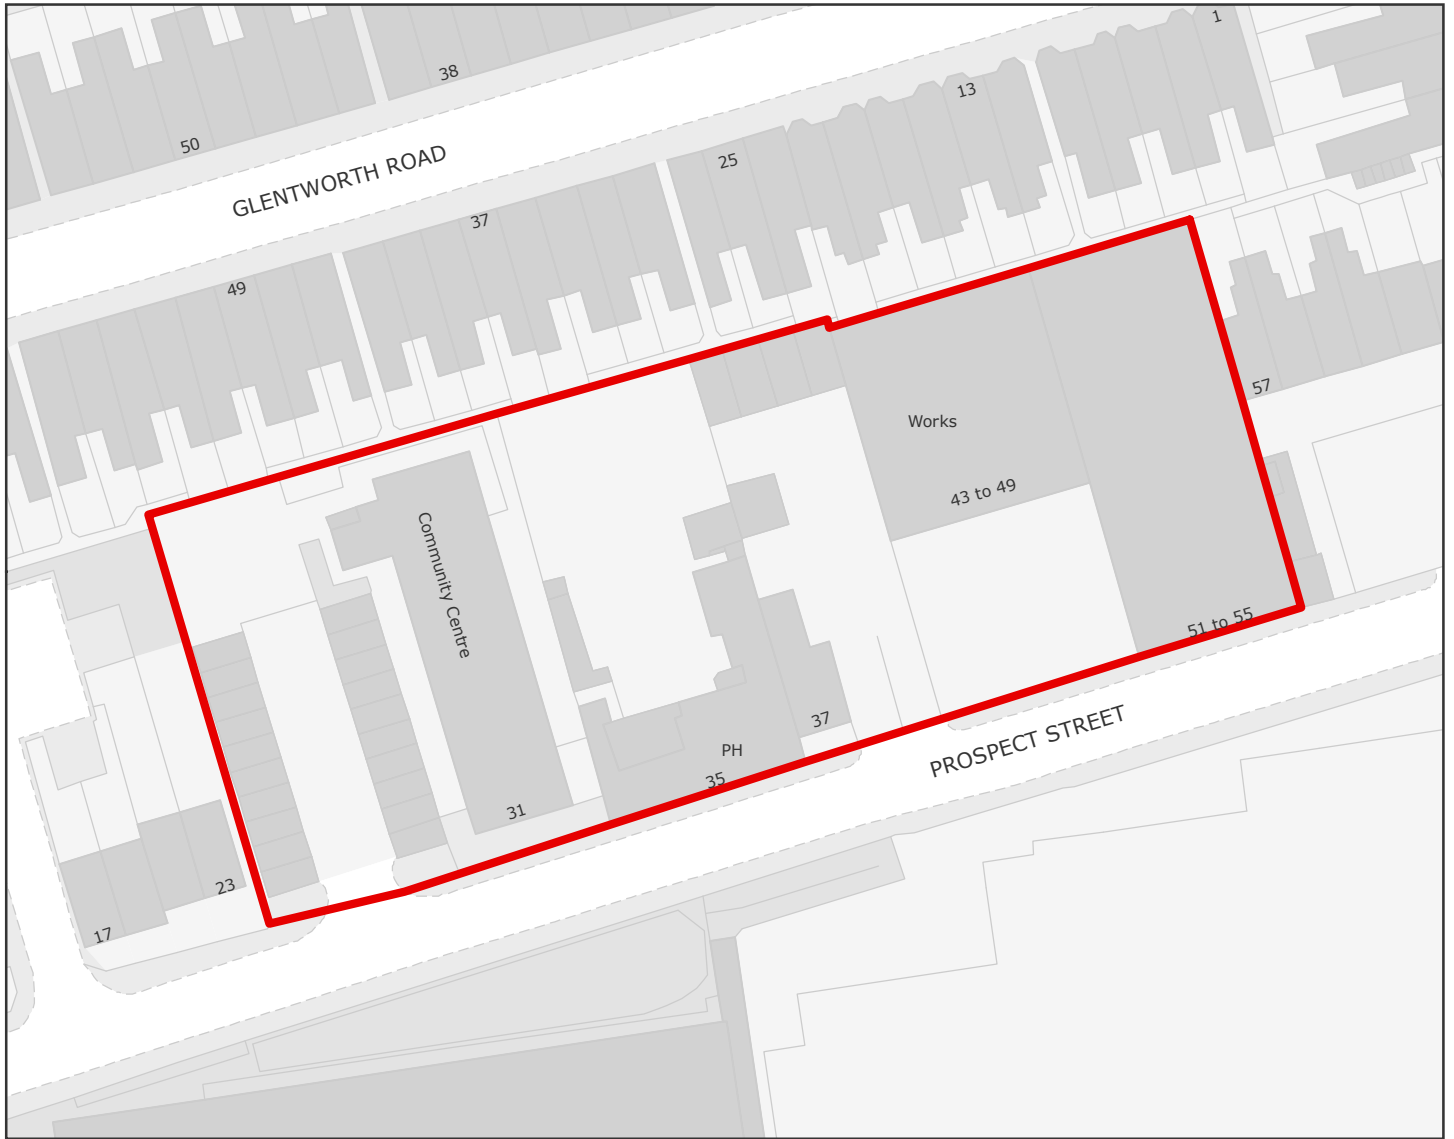 1
38
13
50
25
GLENTWORTH ROAD
37
49
57
Works
43 to 49
Community Centre
51 to 55
37
PROSPECT STREET
PH
35
31
23
17